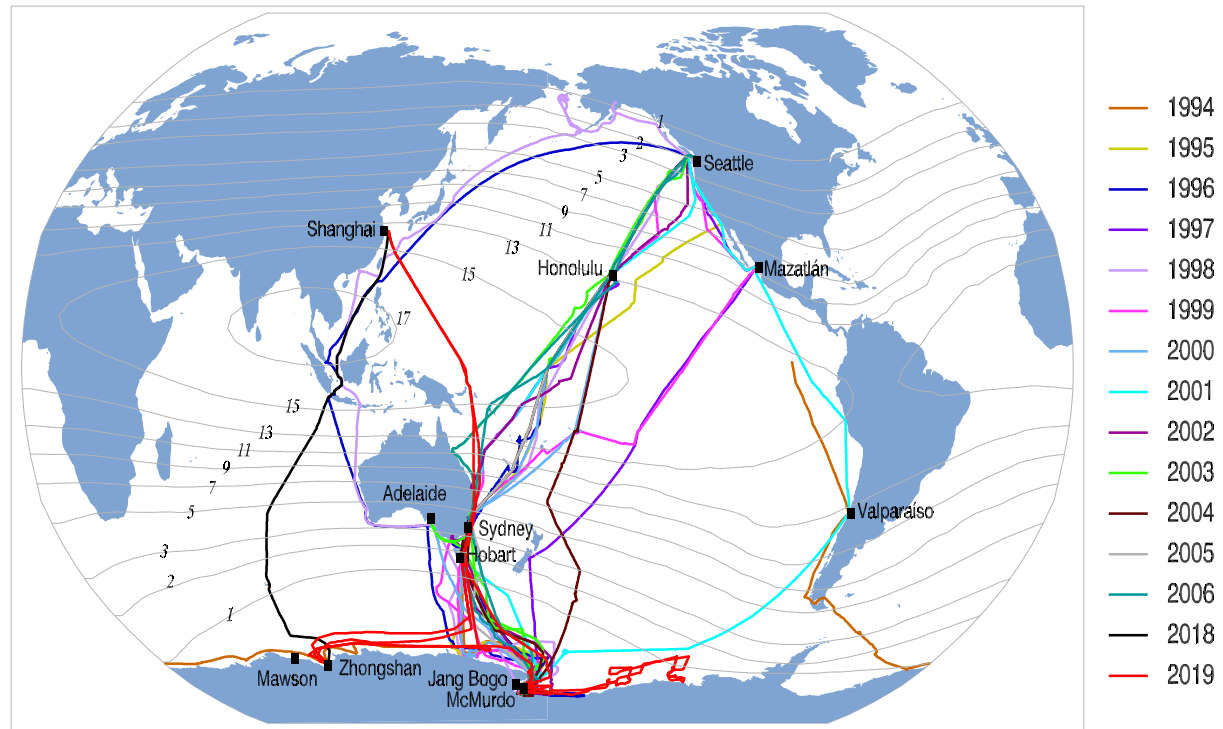 1
2
3
5
7
9
11
13
15
17
Seattle
Shanghai
Honolulu
Mazatlán
15
13
11
9
7
5
3
2
1
Adelaide
Sydney
Hobart
Valparaíso
Mawson
Zhongshan
Jang Bogo
McMurdo
1994
1995
1996
1997
1998
1999
2000
2001
2002
2003
2004
2005
2006
2018
2019